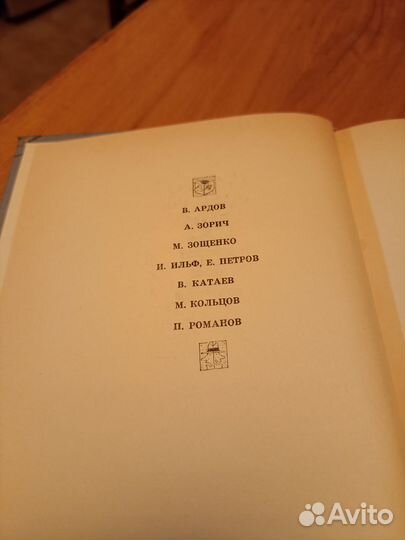 В. АРДОВ
А. ЗОРИЧ
М. ЗОЩЕНКО
И. ИЛЬФ, Е. ПЕТРОВ
В. КАТАЕВ
М. КОЛЬЦОВ
П. РОМАНОВ
Avito